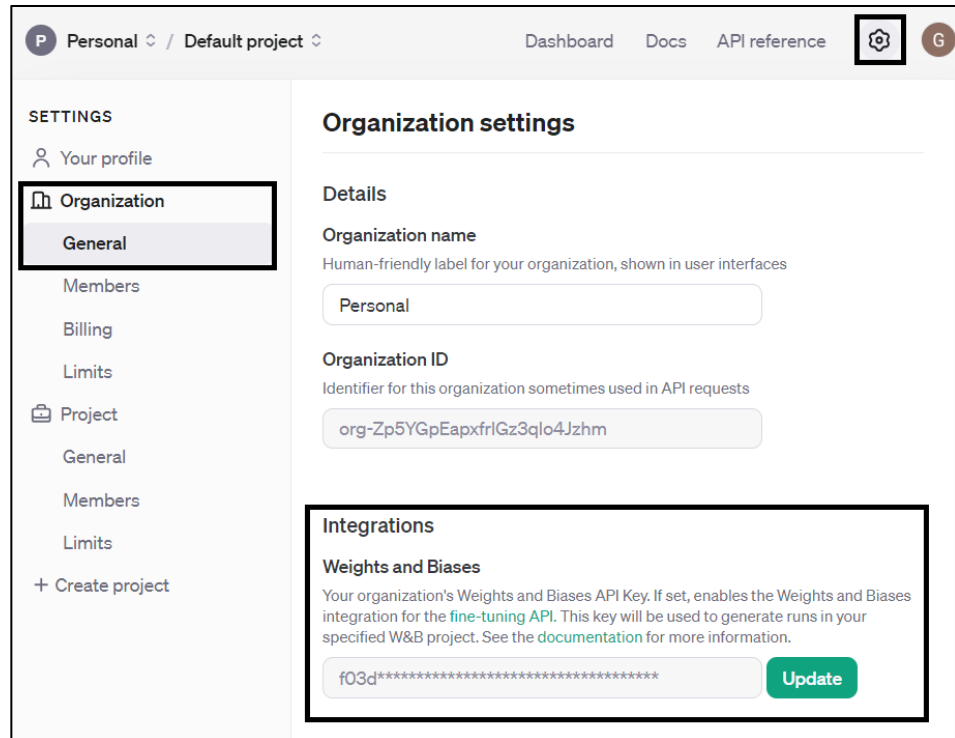 P Personal / Default project Dashboard Docs API reference G
SETTINGS
Your profile
Organization
General
Members
Billing
Limits
Project
General
Members
Limits
+ Create project
Organization settings
Details
Organization name
Human-friendly label for your organization, shown in user interfaces
Personal
Organization ID
Identifier for this organization sometimes used in API requests
org-Zp5YGpEapxfrlGz3qlo4Jzhm
Integrations
Weights and Biases
Your organization's Weights and Biases API Key. If set, enables the Weights and Biases
integration for the fine-tuning API. This key will be used to generate runs in your
specified W&B project. See the documentation for more information.
f03d************************************ Update